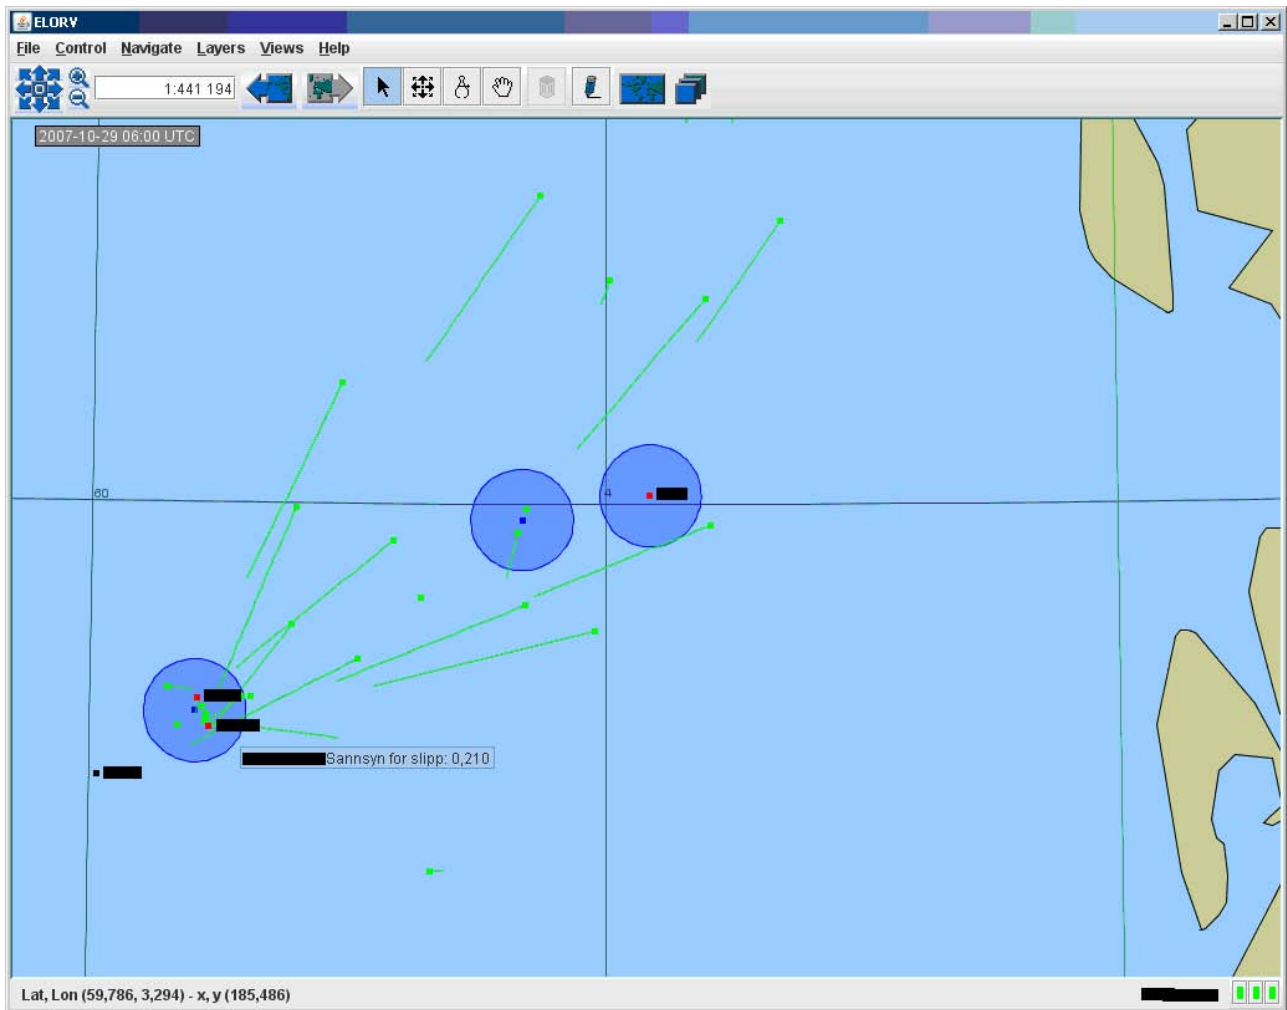 ELORV
File Control Navigate Layers Views Help
1:441 194
2007-10-29 06:00 UTC
60
4
Sannsyn for slipp: 0,210
Lat, Lon (59,786, 3,294) - x, y (185,486)